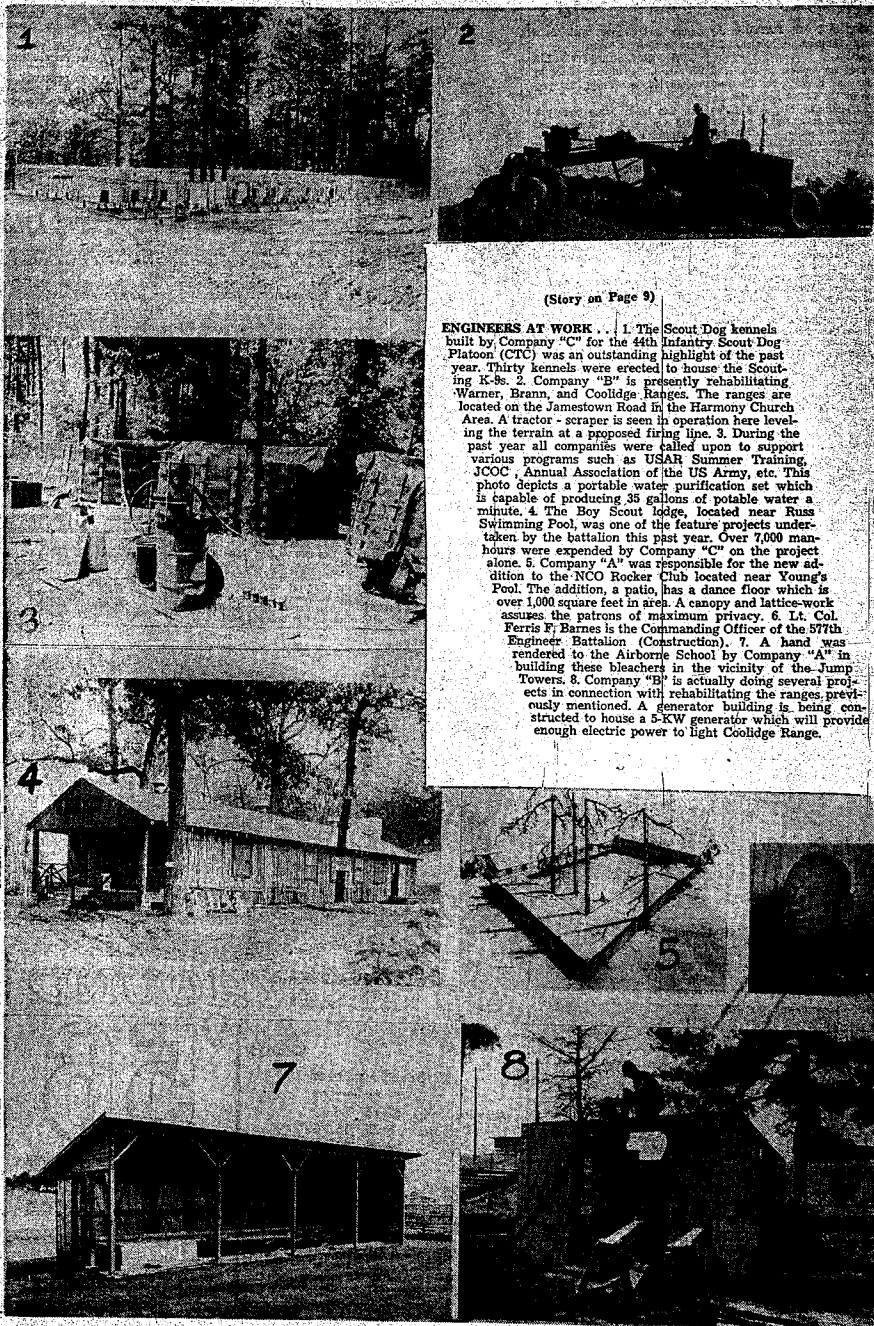 1
2
(Story on Page 9)
ENGINEERS AT WORK . . . 1. The Scout Dog kennels
built by Company "C" for the 44th Infantry Scout Dog
Platoon (CTC) was an outstanding highlight of the past
year. Thirty kennels were erected to house the Scout-
ing K-9s. 2. Company "B" is presently rehabilitating
Warner, Brann, and Coolidge Ranges. The ranges are
located on the Jamestown Road in the Harmony Church
Area. A tractor - scraper is seen in operation here level-
ing the terrain at a proposed firing line. 3. During the
past year all companies were called upon to support
various programs such as USAR Summer Training,
JCOC , Annual Association of the US Army, etc. This
photo depicts a portable water purification set which
is capable of producing 35 gallons of potable water a
minute. 4. The Boy Scout lodge, located near Russ
Swimming Pool, was one of the feature projects under-
taken by the battalion this past year. Over 7,000 man-
hours were expended by Company "C" on the project
alone. 5. Company "A" was responsible for the new ad-
dition to the NCO Rocker Club located near Young's
Pool. The addition, a patio, has a dance floor which is
over 1,000 square feet in area. A canopy and lattice-work
assures the patrons of maximum privacy. 6. Lt. Col.
Ferris F. Barnes is the Commanding Officer of the 577th
Engineer Battalion (Construction). 7. A hand was
rendered to the Airborne School by Company "A" in
building these bleachers in the vicinity of the Jump
Towers. 8. Company "B" is actually doing several proj-
ects in connection with rehabilitating the ranges previ-
ously mentioned. A generator building is being con-
structed to house a 5-KW generator which will provide
enough electric power to light Coolidge Range.
3
4
5
7
8